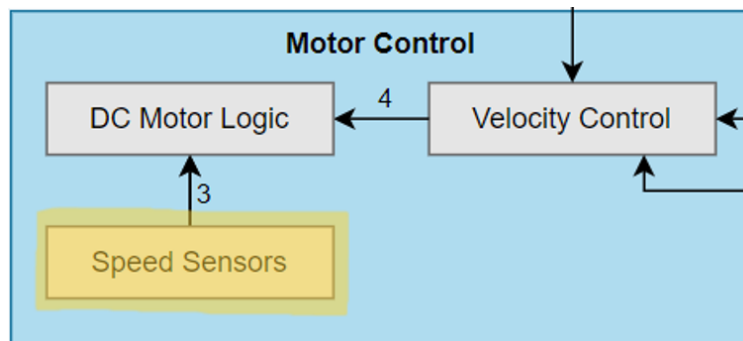 Motor Control
DC Motor Logic
4
Velocity Control
3
Speed Sensors